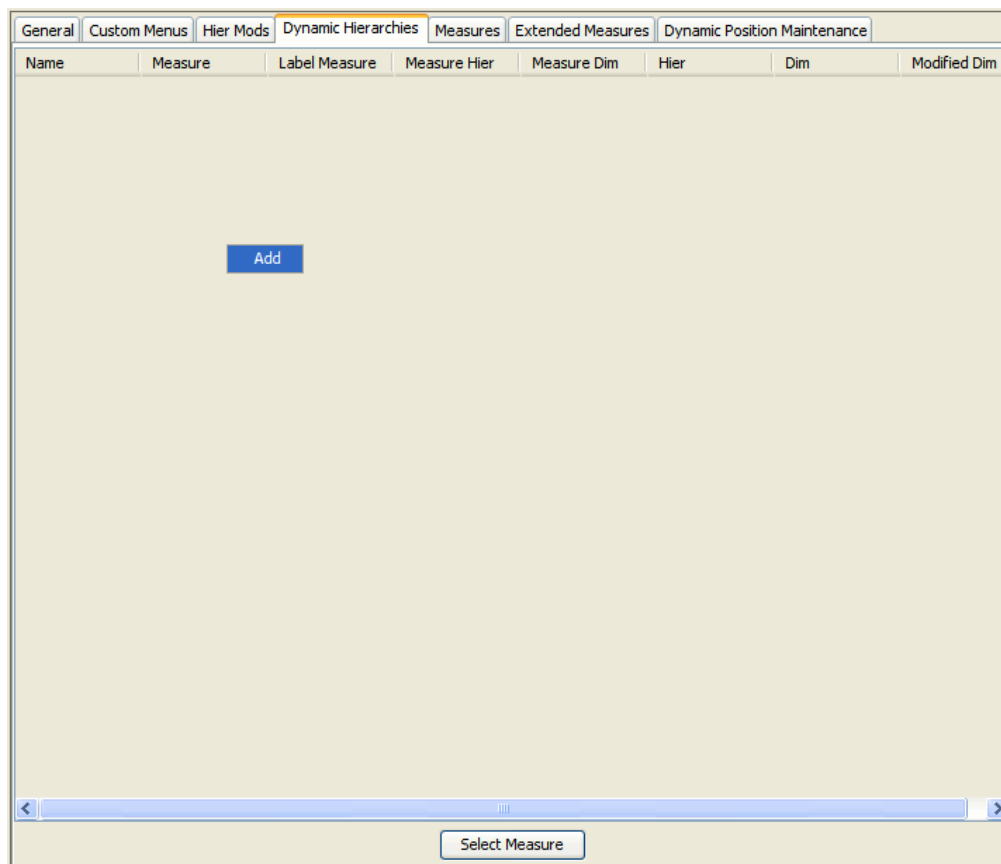 General Custom Menus Hier Mods Dynamic Hierarchies Measures Extended Measures Dynamic Position Maintenance
Name Measure Label Measure Measure Hier Measure Dim Hier Dim Modified Dim
Add
Select Measure